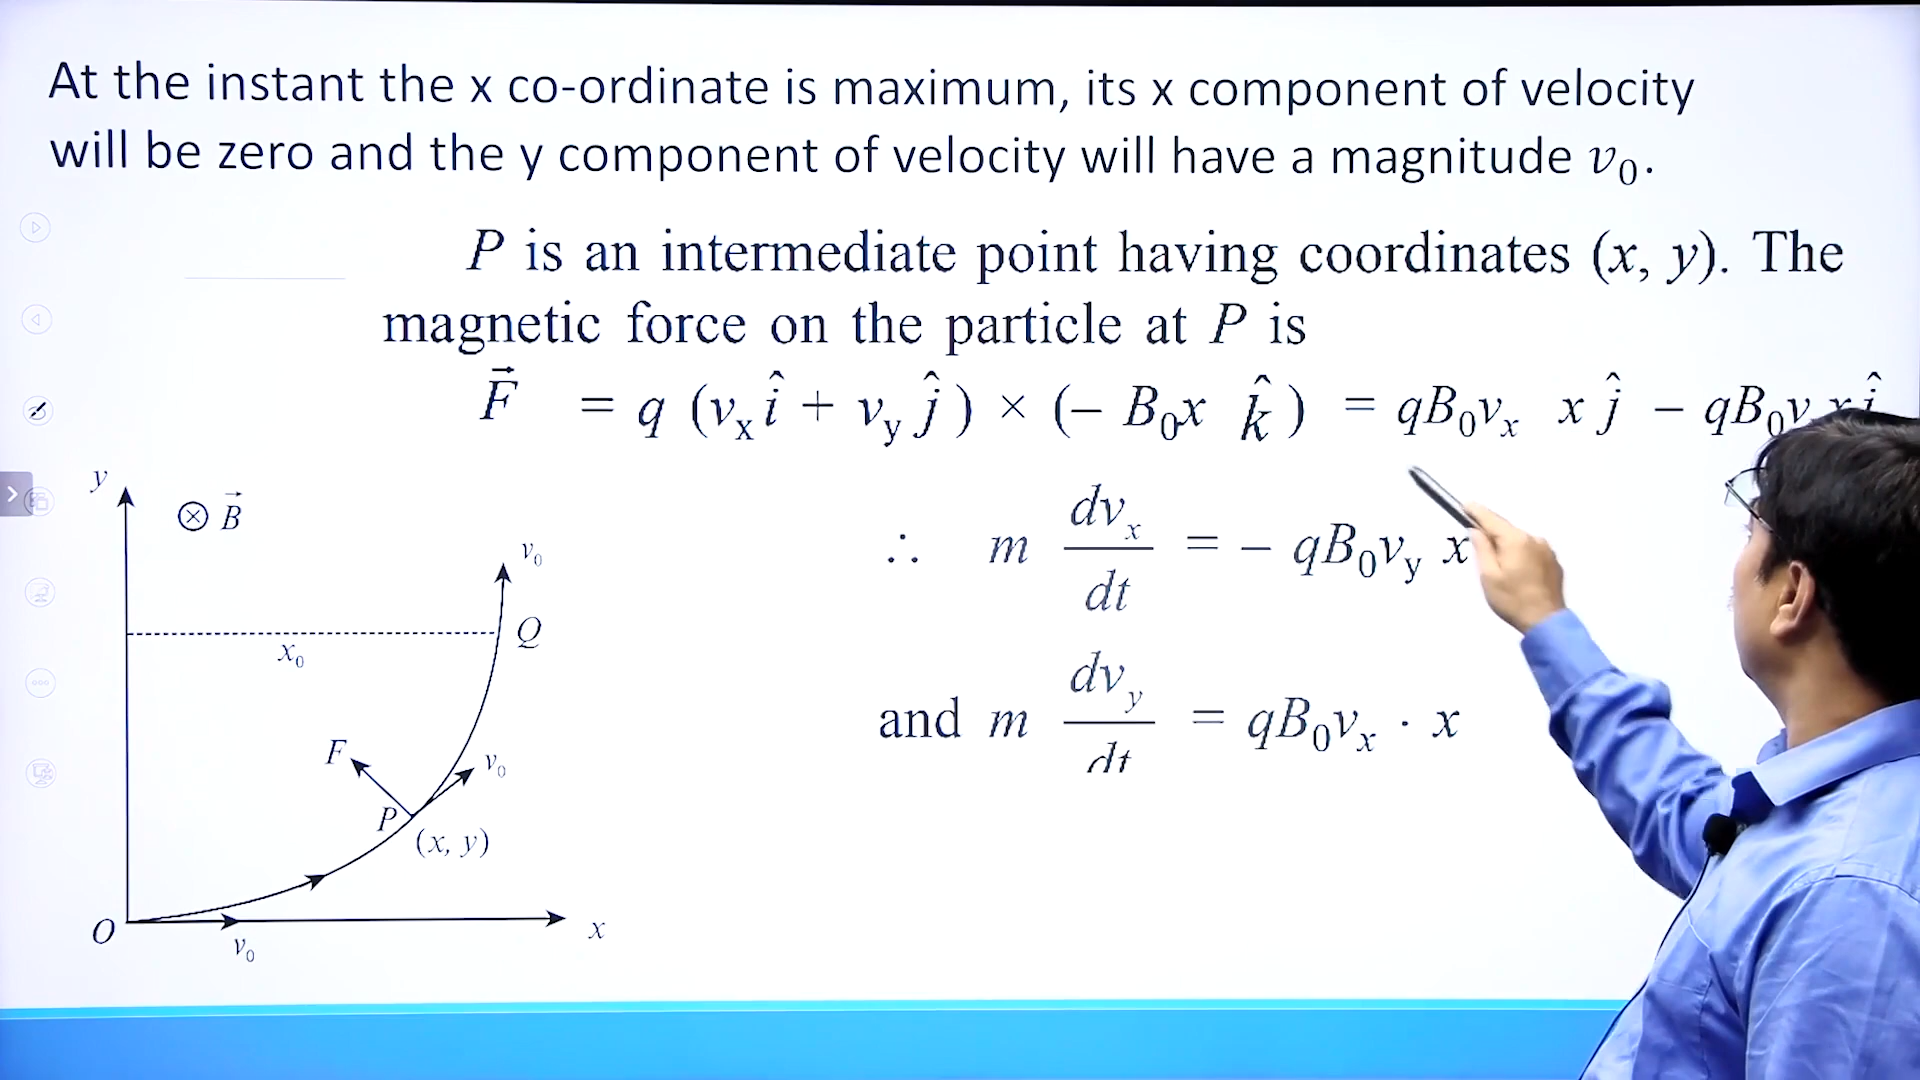 At the instant the x co-ordinate is maximum, its x component of velocity
will be zero and the y component of velocity will have a magnitude v₀.
P is an intermediate point having coordinates (x, y). The
magnetic force on the particle at P is
F⃗ = q (vₓ î + v_y ĵ) × (– B₀x k̂) = qB₀vₓ x ĵ – qB₀v
∴ m dvₓ/dt = – qB₀v_y x
and m dv_y/dt = qB₀vₓ · x
y
⊗ B⃗
v₀
Q
x₀
F
v₀
P
(x, y)
O
v₀
x